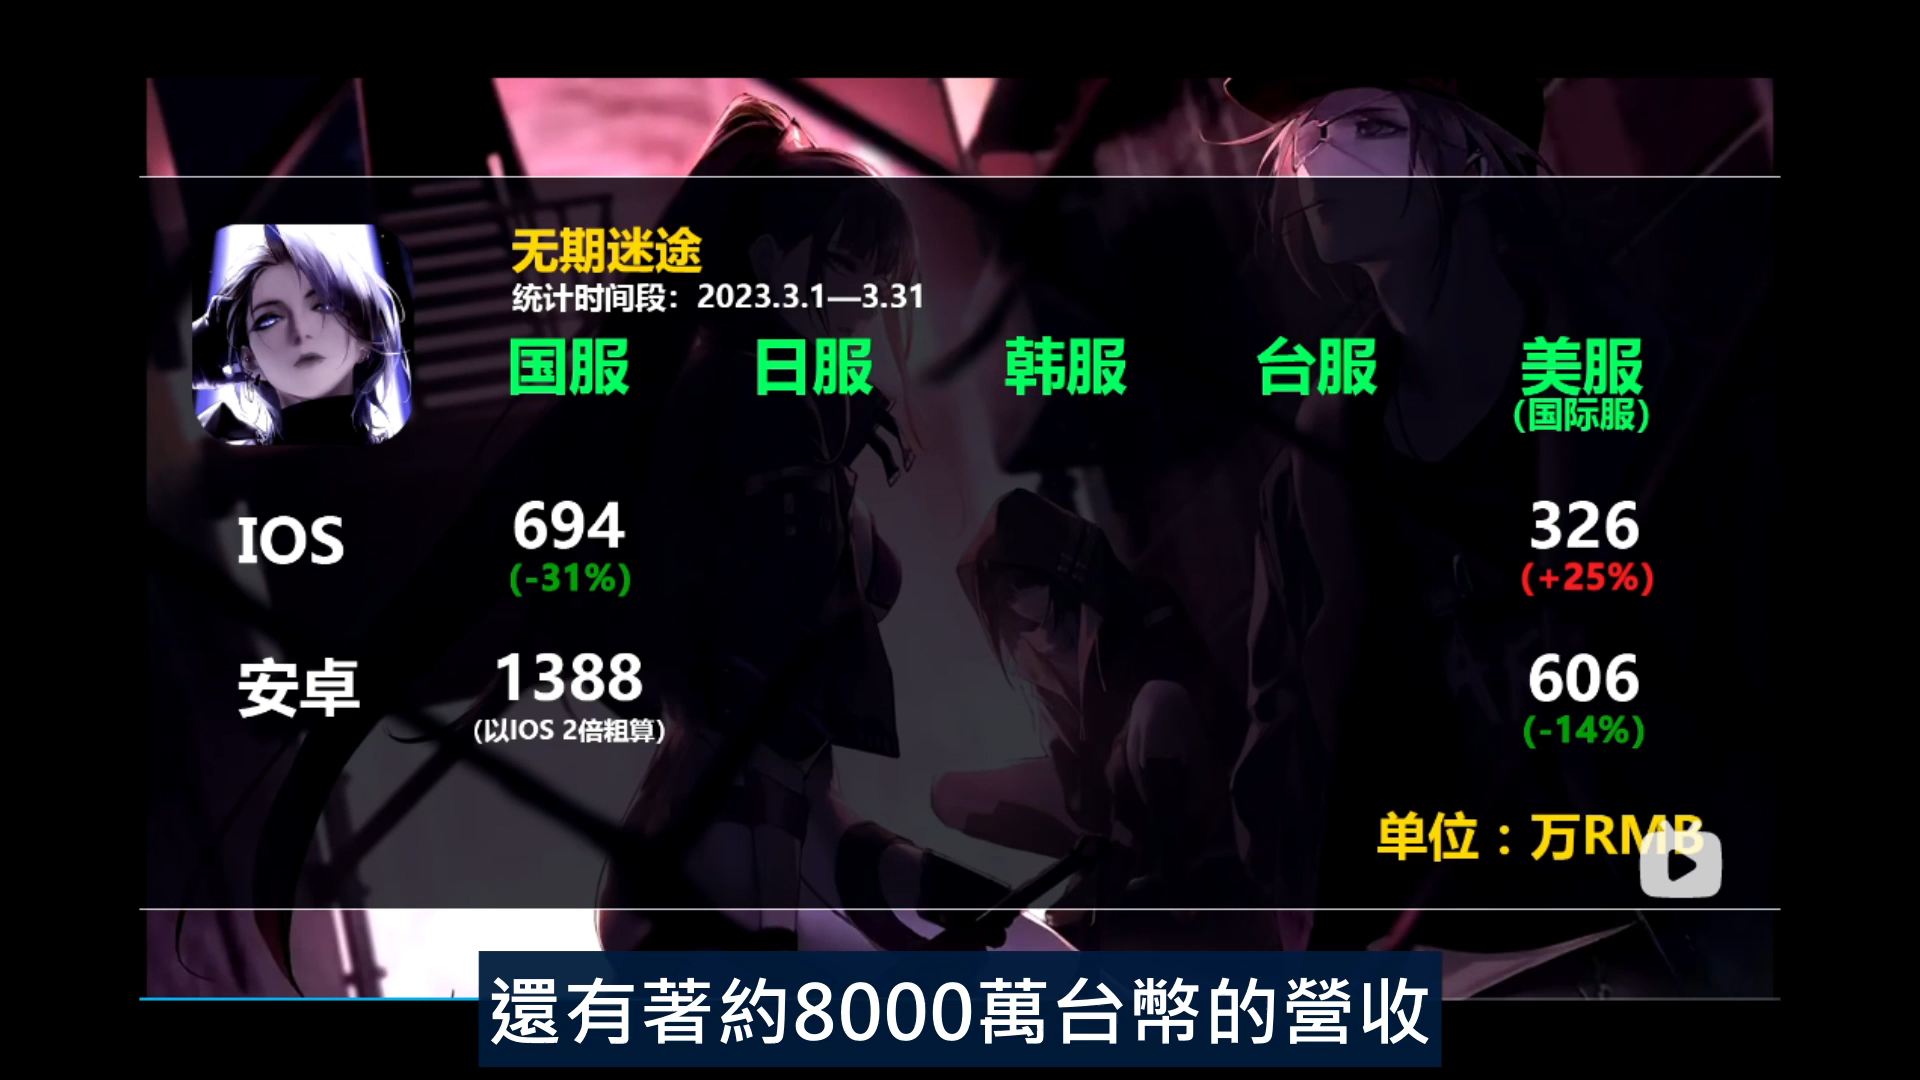 无期迷途
统计时间段：2023.3.1—3.31
国服 日服 韩服 台服 美服
(国际服)
IOS 694 326
(-31%) (+25%)
安卓 1388 606
(以IOS 2倍粗算) (-14%)
单位：万RMB
還有著約8000萬台幣的營收